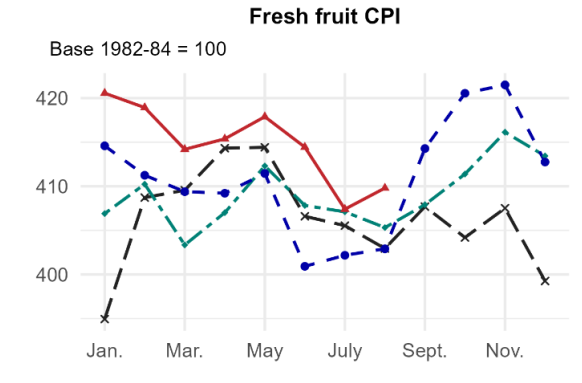 Fresh fruit CPI
Base 1982-84 = 100
420
410
400
Jan. Mar. May July Sept. Nov.